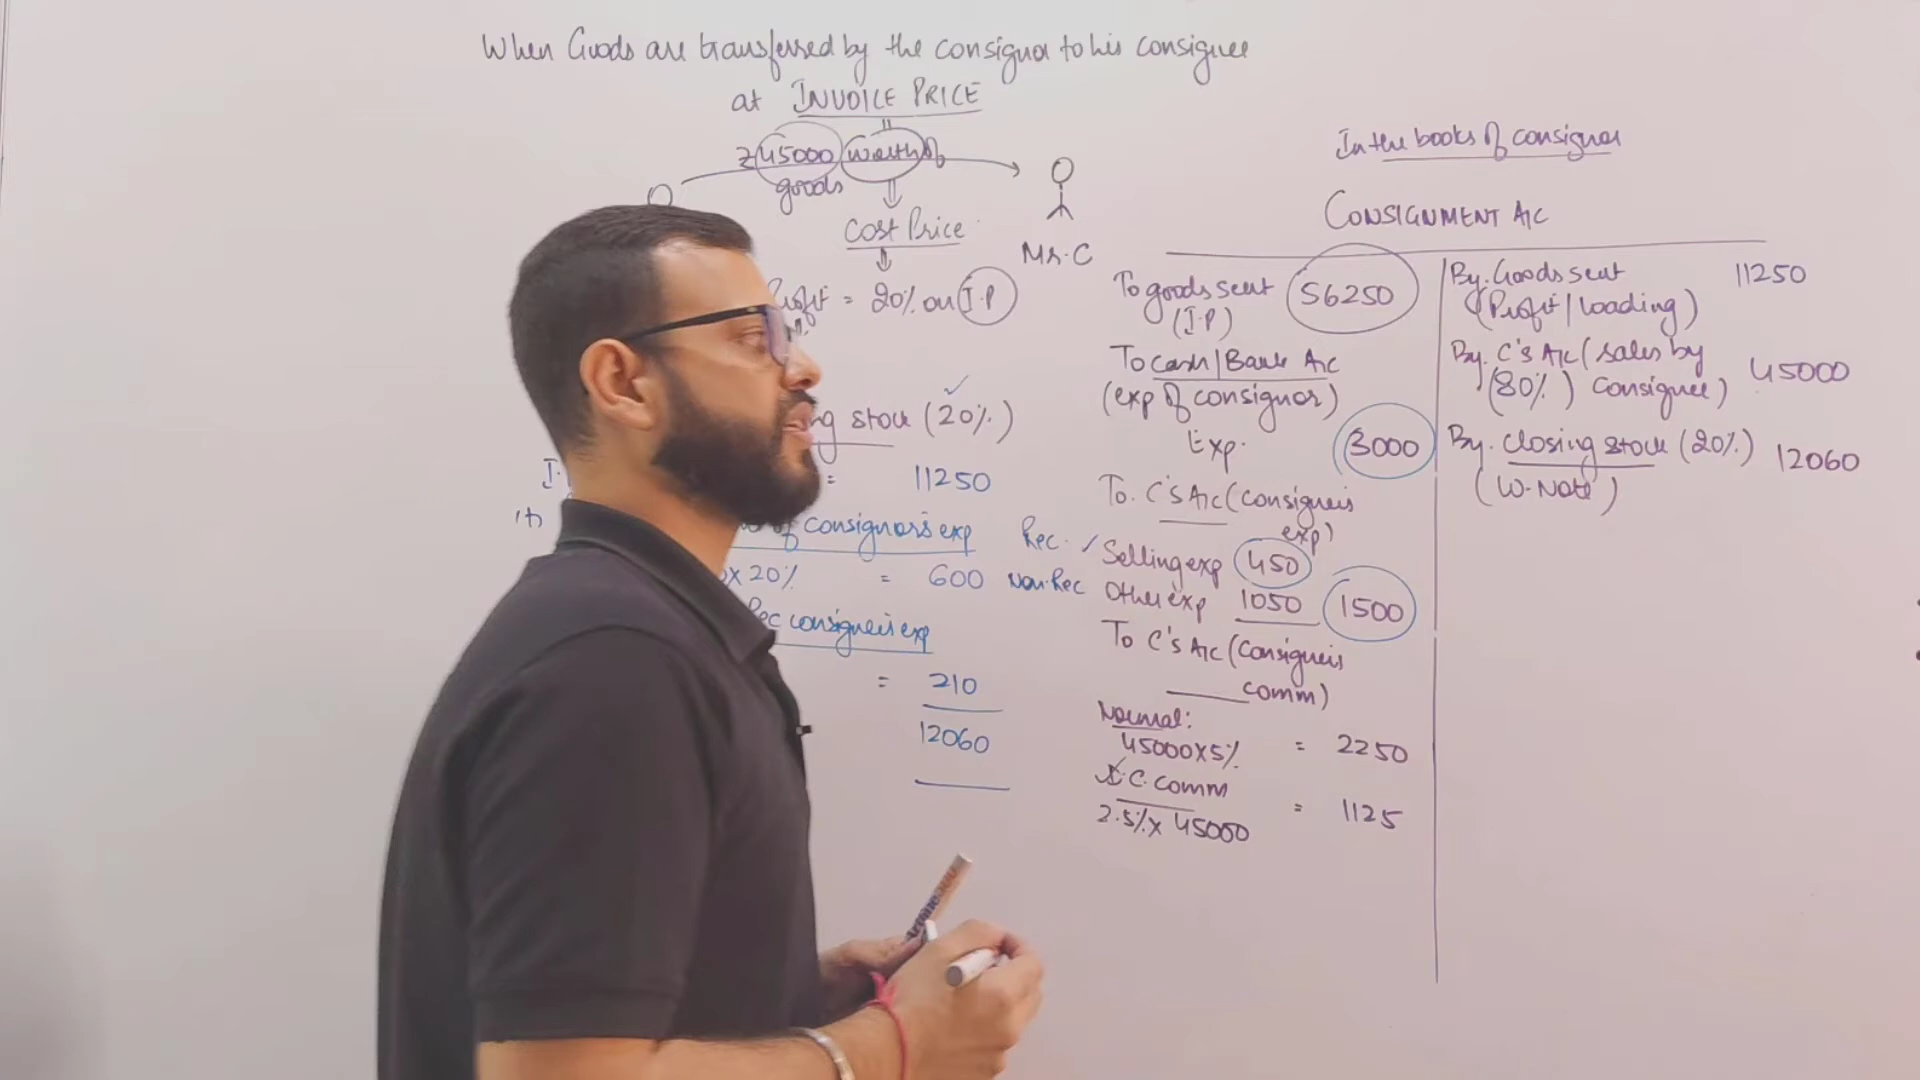 When Goods are transferred by the consignor to his consignee
at INVOICE PRICE
₹45000 worth of
goods
Cost Price
Mr. C
= 20% on I.P
stock (20%)
= 11250
of consignor's exp
x 20% = 600
Rec consignee's exp
= 210
12060
In the books of consignor
CONSIGNMENT A/C
To goods sent 56250
(I.P)
To cash/Bank A/c
(exp of consignor)
Exp. 3000
To. C's A/c (consignee's
exp)
Rec. Selling exp 450
Non-Rec Other exp 1050 1500
To C's A/c (Consignee's
comm)
Normal:
45000x5% = 2250
D.C. comm
2.5% x 45000 = 1125
By. Goods sent 11250
(Profit/loading)
By. C's A/c (sales by
(80%) consignee) 45000
By. closing stock (20%) 12060
(W. Note)